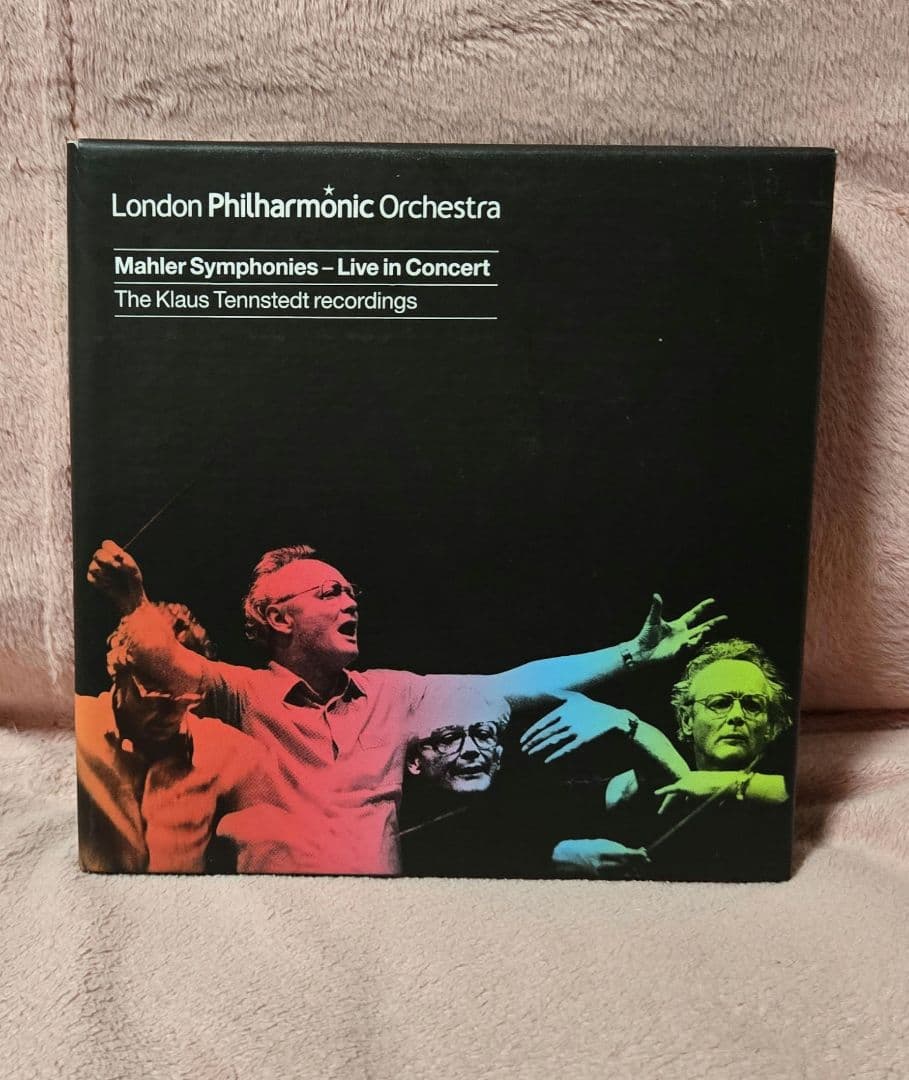 London Philharmonic Orchestra
Mahler Symphonies – Live in Concert
The Klaus Tennstedt recordings